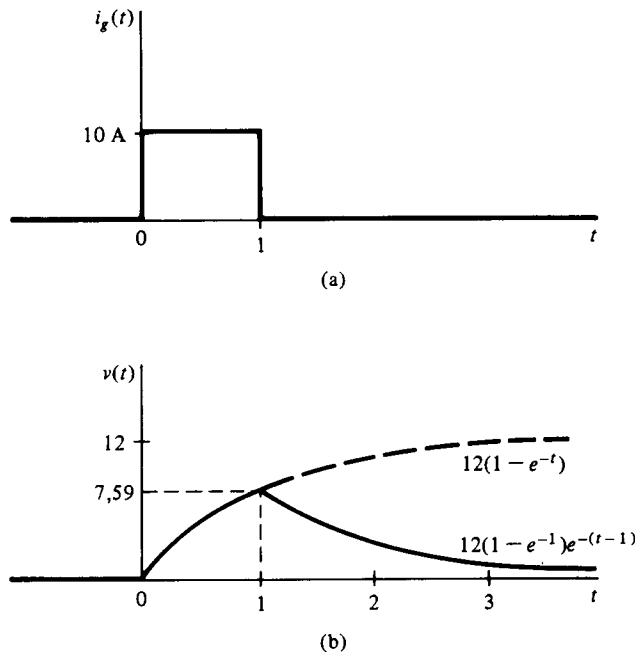 i_g(t)
10 A
0
1
t
(a)
v(t)
12
12(1 − e^{−t})
7,59
12(1 − e^{−1})e^{−(t − 1)}
0
1
2
3
t
(b)